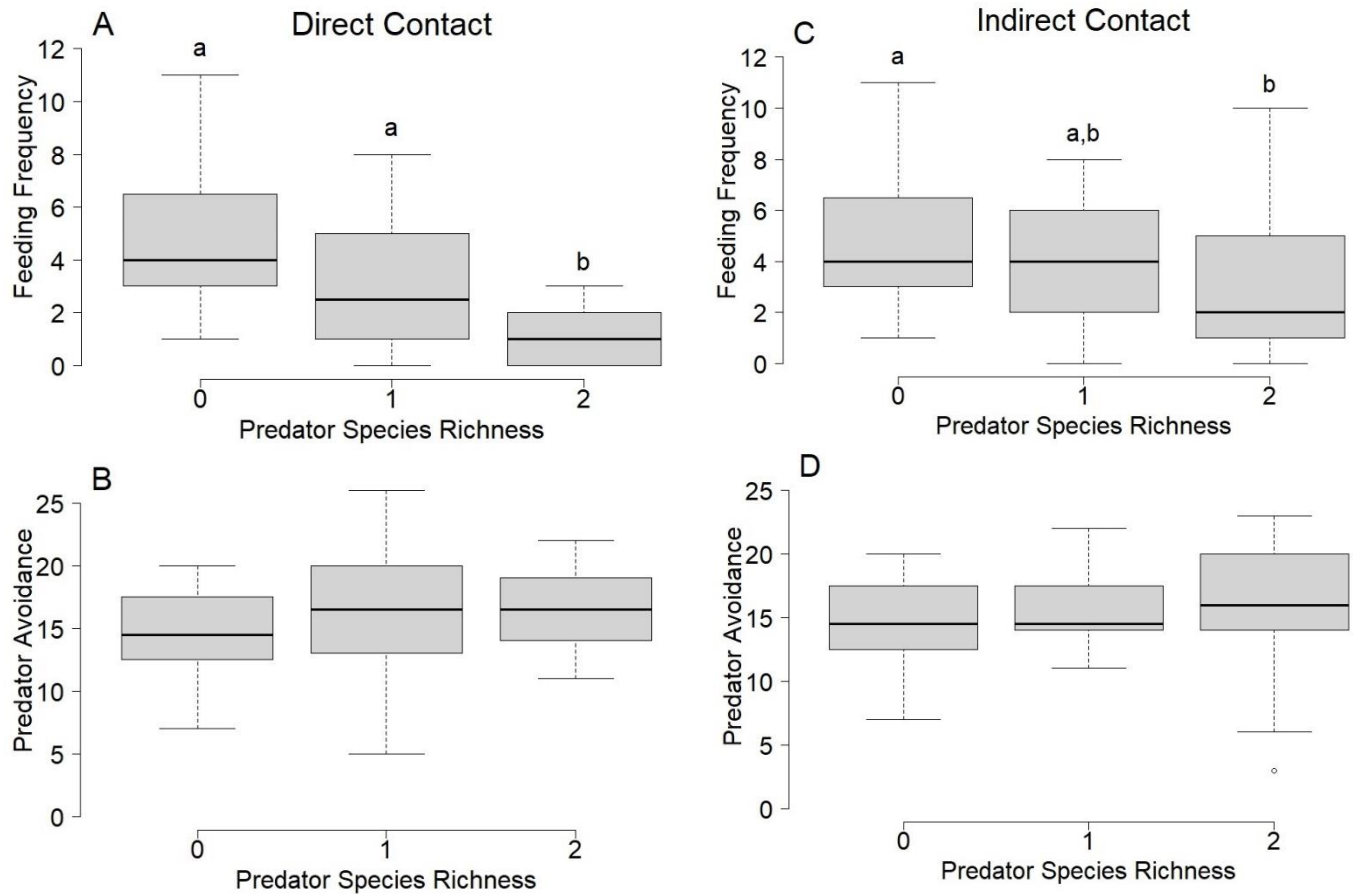 A
Direct Contact
Feeding Frequency
12
10
8
6
4
2
0
a
a
b
0 1 2
Predator Species Richness
C
Indirect Contact
Feeding Frequency
12
10
8
6
4
2
0
a
a,b
b
0 1 2
Predator Species Richness
B
Predator Avoidance
25
20
15
10
5
0
0 1 2
Predator Species Richness
D
Predator Avoidance
25
20
15
10
5
0
0 1 2
Predator Species Richness